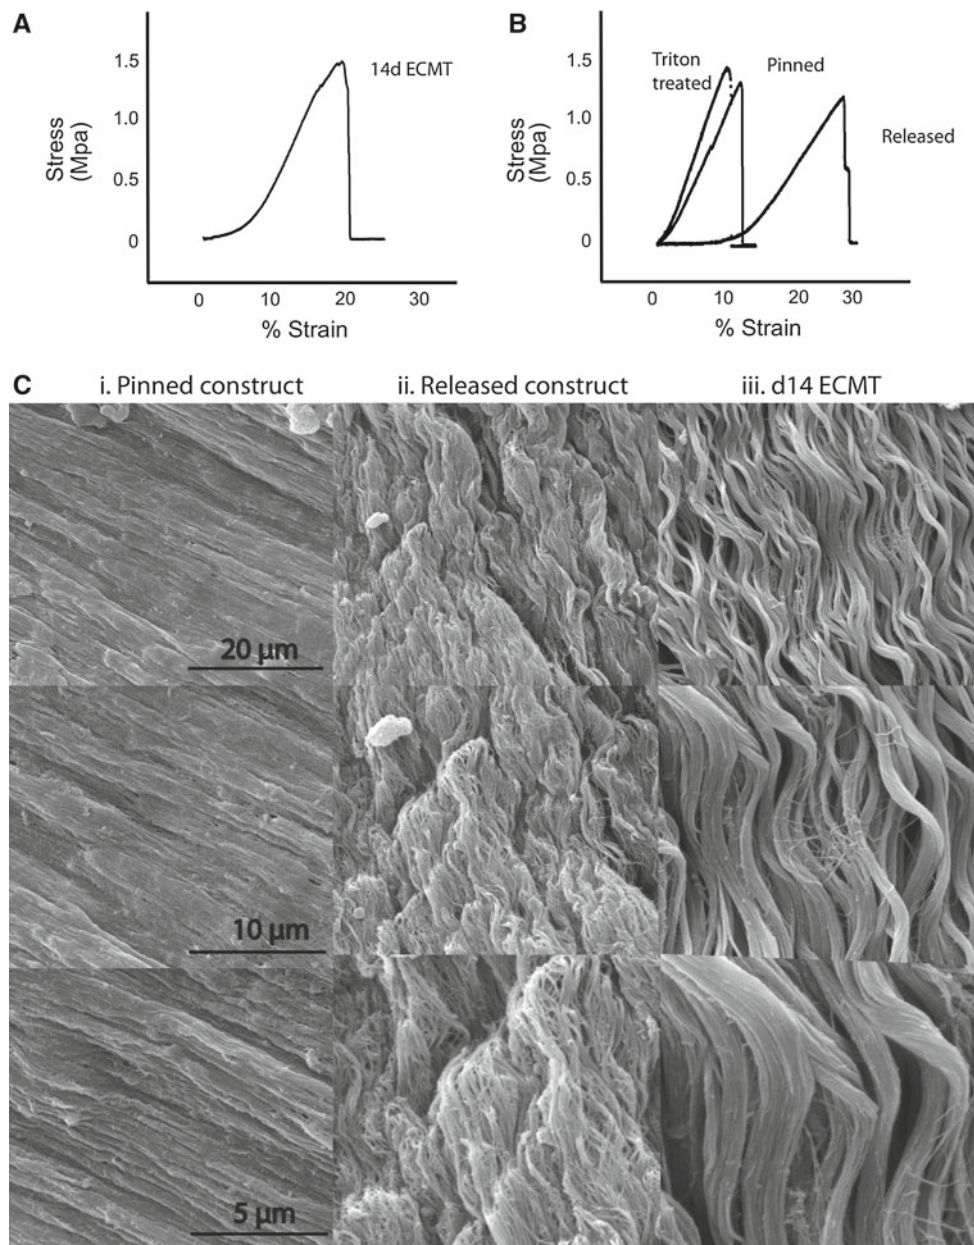 A
Stress
(Mpa)
1.5
1.0
0.5
0
14d ECMT
0 10 20 30
% Strain
B
Stress
(Mpa)
1.5
1.0
0.5
0
Triton
treated
Pinned
Released
0 10 20 30
% Strain
C
i. Pinned construct
ii. Released construct
iii. d14 ECMT
20 µm
10 µm
5 µm